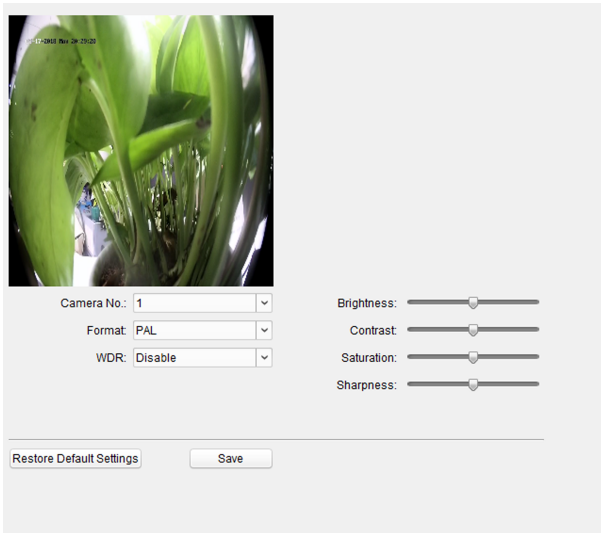 Camera No.: 1
Format: PAL
WDR: Disable
Brightness:
Contrast:
Saturation:
Sharpness:
Restore Default Settings
Save